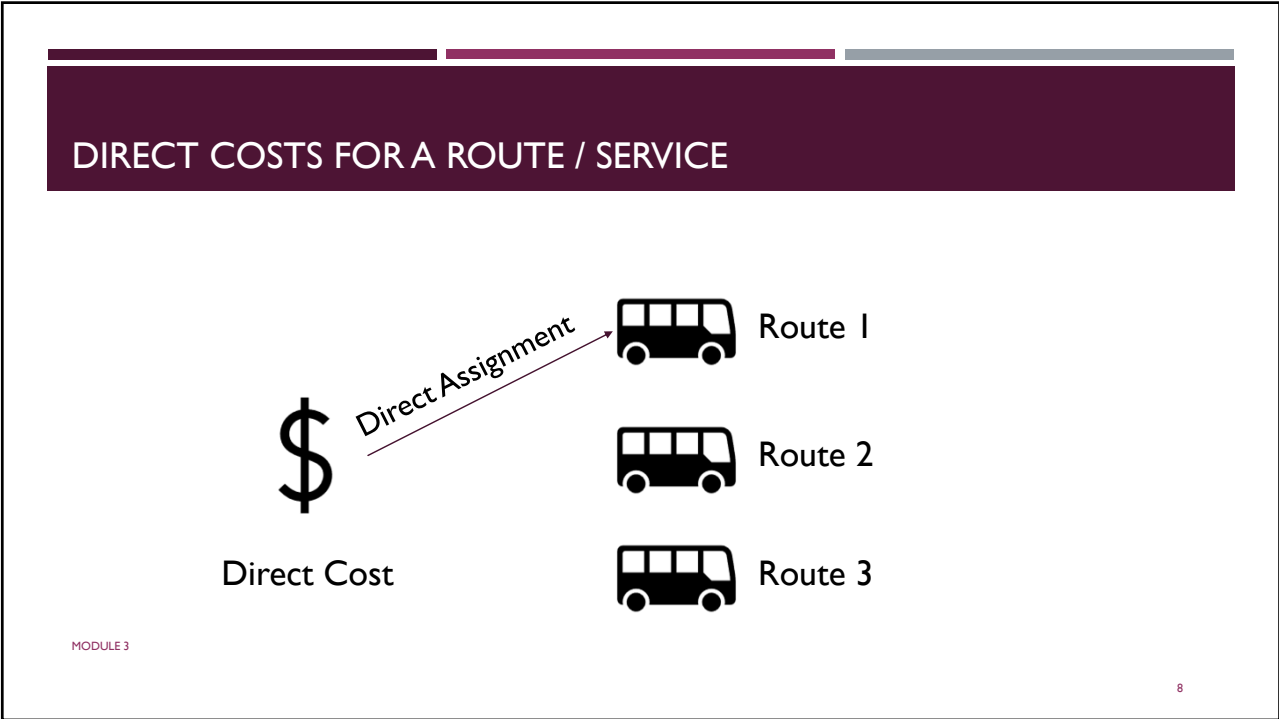 DIRECT COSTS FOR A ROUTE / SERVICE
Direct Assignment
Route 1
$
Route 2
Direct Cost
Route 3
MODULE 3
8